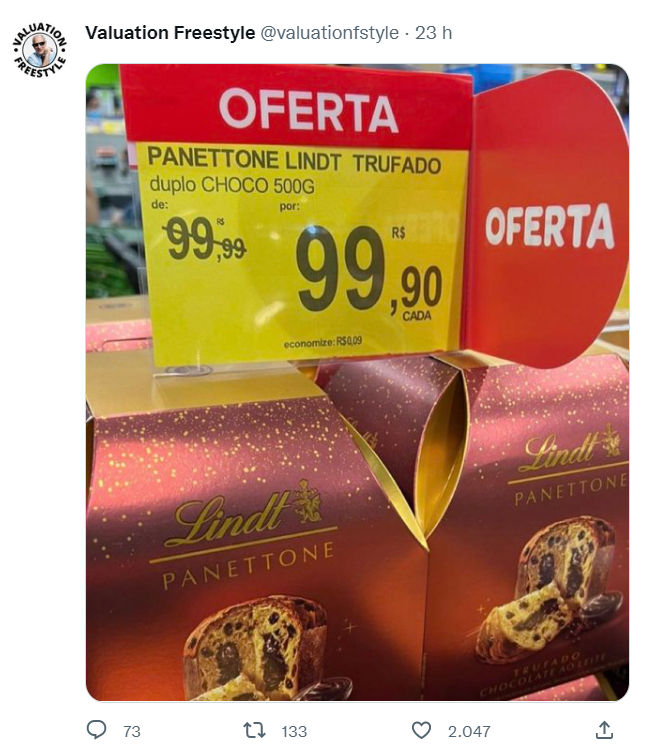 VALUATION
FREESTYLE
Valuation Freestyle @valuationfstyle · 23 h
OFERTA
PANETTONE LINDT TRUFADO
duplo CHOCO 500G
de:
por:
R$
99,99
R$
99,90
CADA
economize: R$0,09
OFERTA
Lindt
PANETTONE
Lindt
PANETTONE
TRUFADO
CHOCOLATE AO LEITE
73
133
2.047